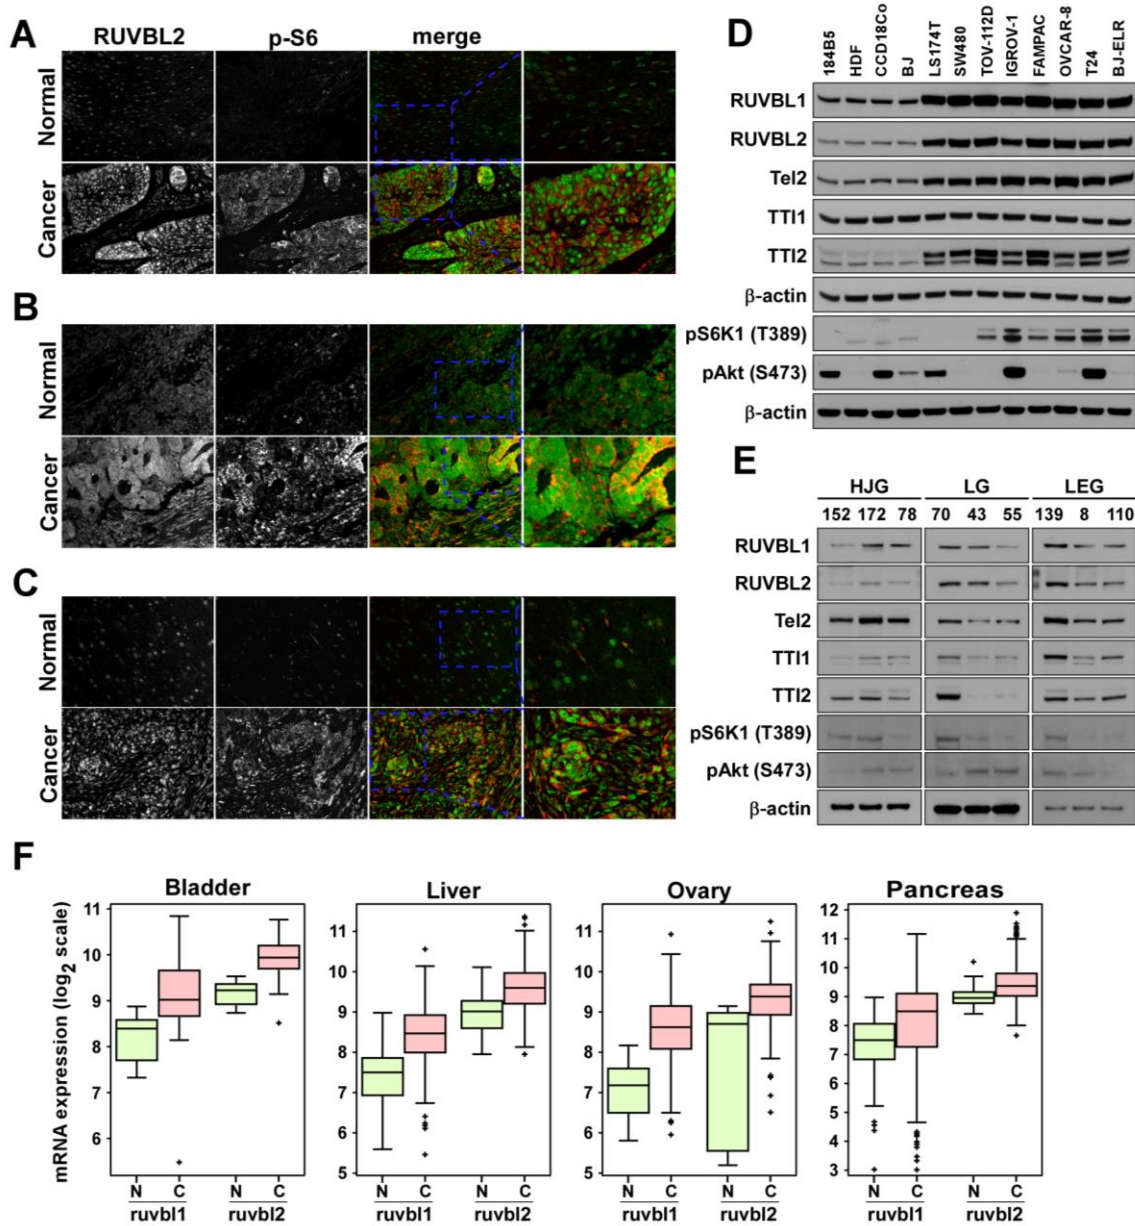 A
RUVBL2 p-S6 merge
Normal
Cancer
B
Normal
Cancer
C
Normal
Cancer
D
184B5 HDF CCD18Co BJ LS174T SW480 TOV-112D IGROV-1 FAMPAC OVCAR-8 T24 BJ-ELR
RUVBL1
RUVBL2
Tel2
TTI1
TTI2
β-actin
pS6K1 (T389)
pAkt (S473)
β-actin
E
HJG LG LEG
152 172 78 70 43 55 139 8 110
RUVBL1
RUVBL2
Tel2
TTI1
TTI2
pS6K1 (T389)
pAkt (S473)
β-actin
F
mRNA expression (log2 scale)
Bladder
11
10
9
8
7
6
N C N C
ruvbl1 ruvbl2
Liver
11
10
9
8
7
6
5
N C N C
ruvbl1 ruvbl2
Ovary
11
10
9
8
7
6
5
N C N C
ruvbl1 ruvbl2
Pancreas
12
11
10
9
8
7
6
5
4
3
N C N C
ruvbl1 ruvbl2